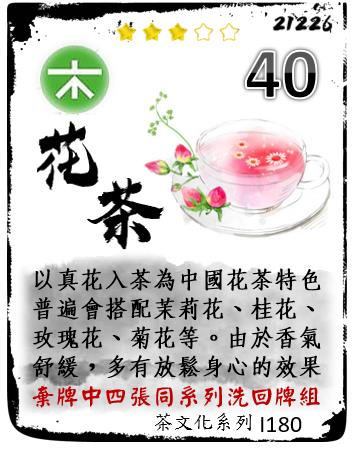 21226
木
40
花茶
以真花入茶為中國花茶特色
普遍會搭配茉莉花、桂花、
玫瑰花、菊花等。由於香氣
舒緩，多有放鬆身心的效果
棄牌中四張同系列洗回牌組
茶文化系列 I180